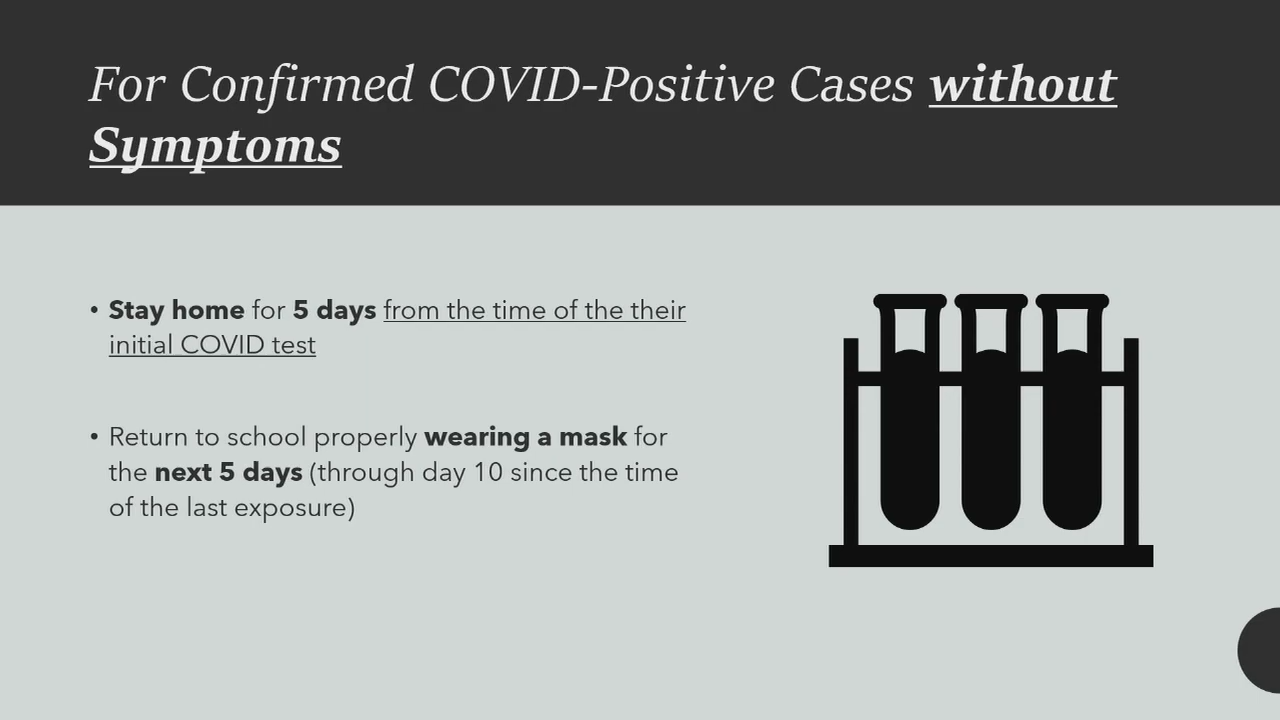 For Confirmed COVID-Positive Cases without
Symptoms
• Stay home for 5 days from the time of the their
initial COVID test
• Return to school properly wearing a mask for
the next 5 days (through day 10 since the time
of the last exposure)